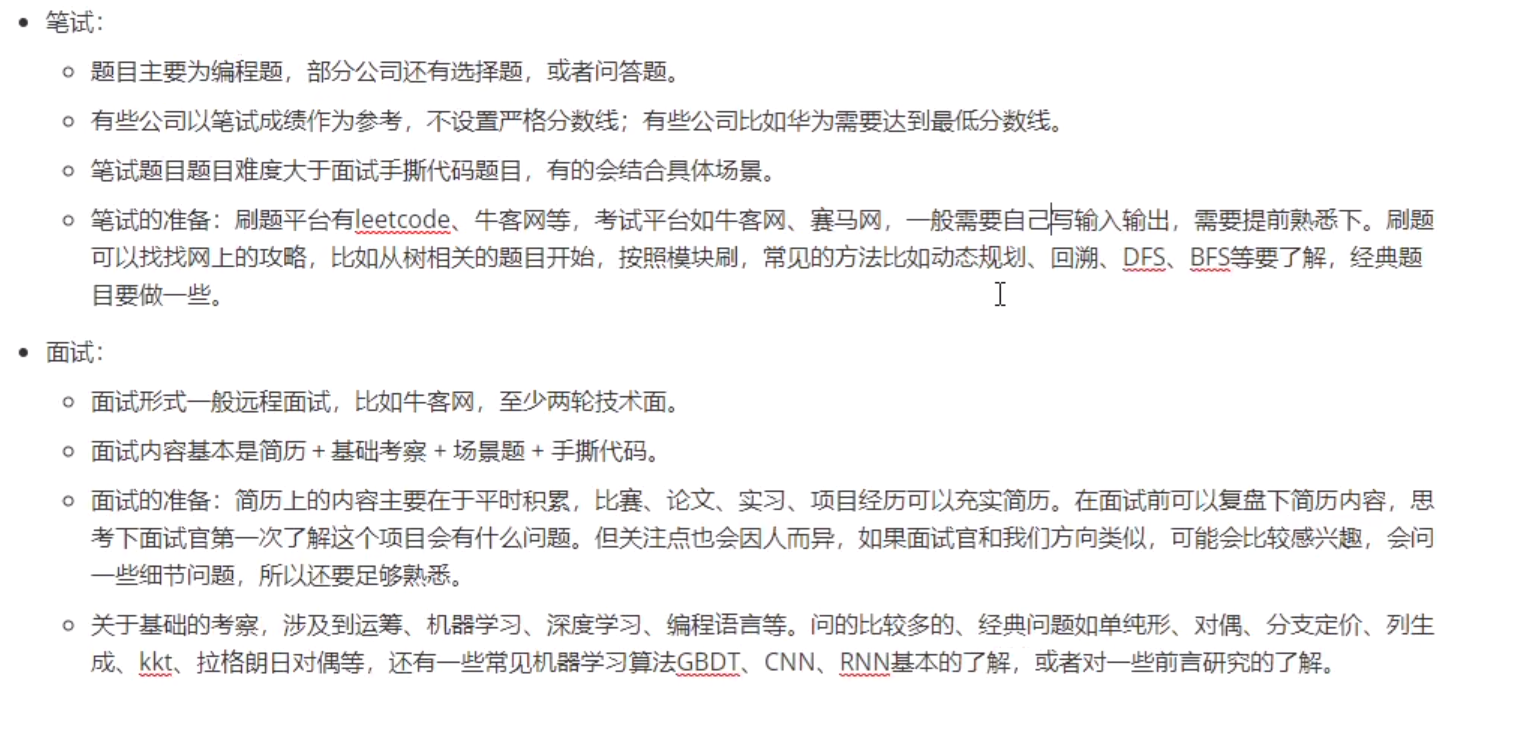 笔试：
题目主要为编程题，部分公司还有选择题，或者问答题。
有些公司以笔试成绩作为参考，不设置严格分数线；有些公司比如华为需要达到最低分数线。
笔试题目题目难度大于面试手撕代码题目，有的会结合具体场景。
笔试的准备：刷题平台有leetcode、牛客网等，考试平台如牛客网、赛马网，一般需要自己写输入输出，需要提前熟悉下。刷题
可以找找网上的攻略，比如从树相关的题目开始，按照模块刷，常见的方法比如动态规划、回溯、DFS、BFS等要了解，经典题
目要做一些。
面试：
面试形式一般远程面试，比如牛客网，至少两轮技术面。
面试内容基本是简历 + 基础考察 + 场景题 + 手撕代码。
面试的准备：简历上的内容主要在于平时积累，比赛、论文、实习、项目经历可以充实简历。在面试前可以复盘下简历内容，思
考下面试官第一次了解这个项目会有什么问题。但关注点也会因人而异，如果面试官和我们方向类似，可能会比较感兴趣，会问
一些细节问题，所以还要足够熟悉。
关于基础的考察，涉及到运筹、机器学习、深度学习、编程语言等。问的比较多的、经典问题如单纯形、对偶、分支定价、列生
成、kkt、拉格朗日对偶等，还有一些常见机器学习算法GBDT、CNN、RNN基本的了解，或者对一些前言研究的了解。